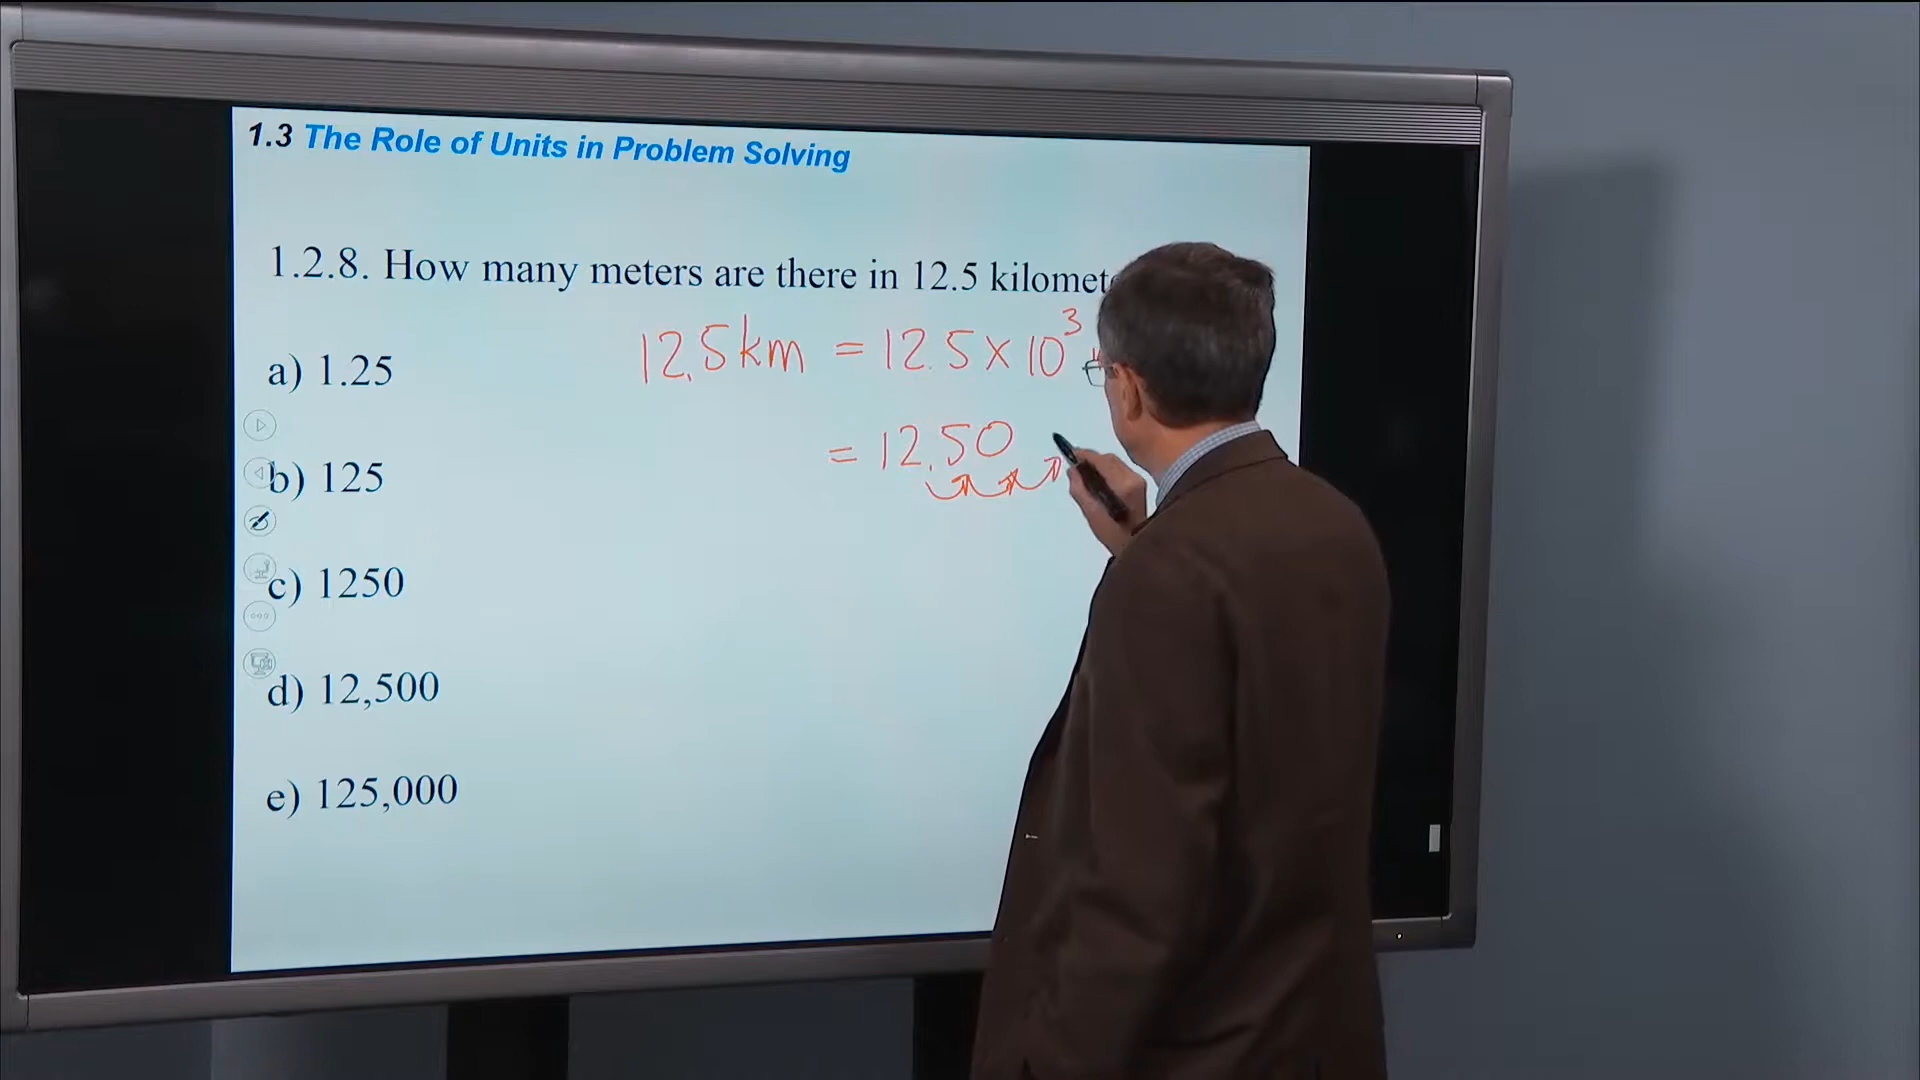 1.3 The Role of Units in Problem Solving
1.2.8. How many meters are there in 12.5
12.5 km = 12.5 × 10³
a) 1.25
= 12.50
b) 125
c) 1250
d) 12,500
e) 125,000